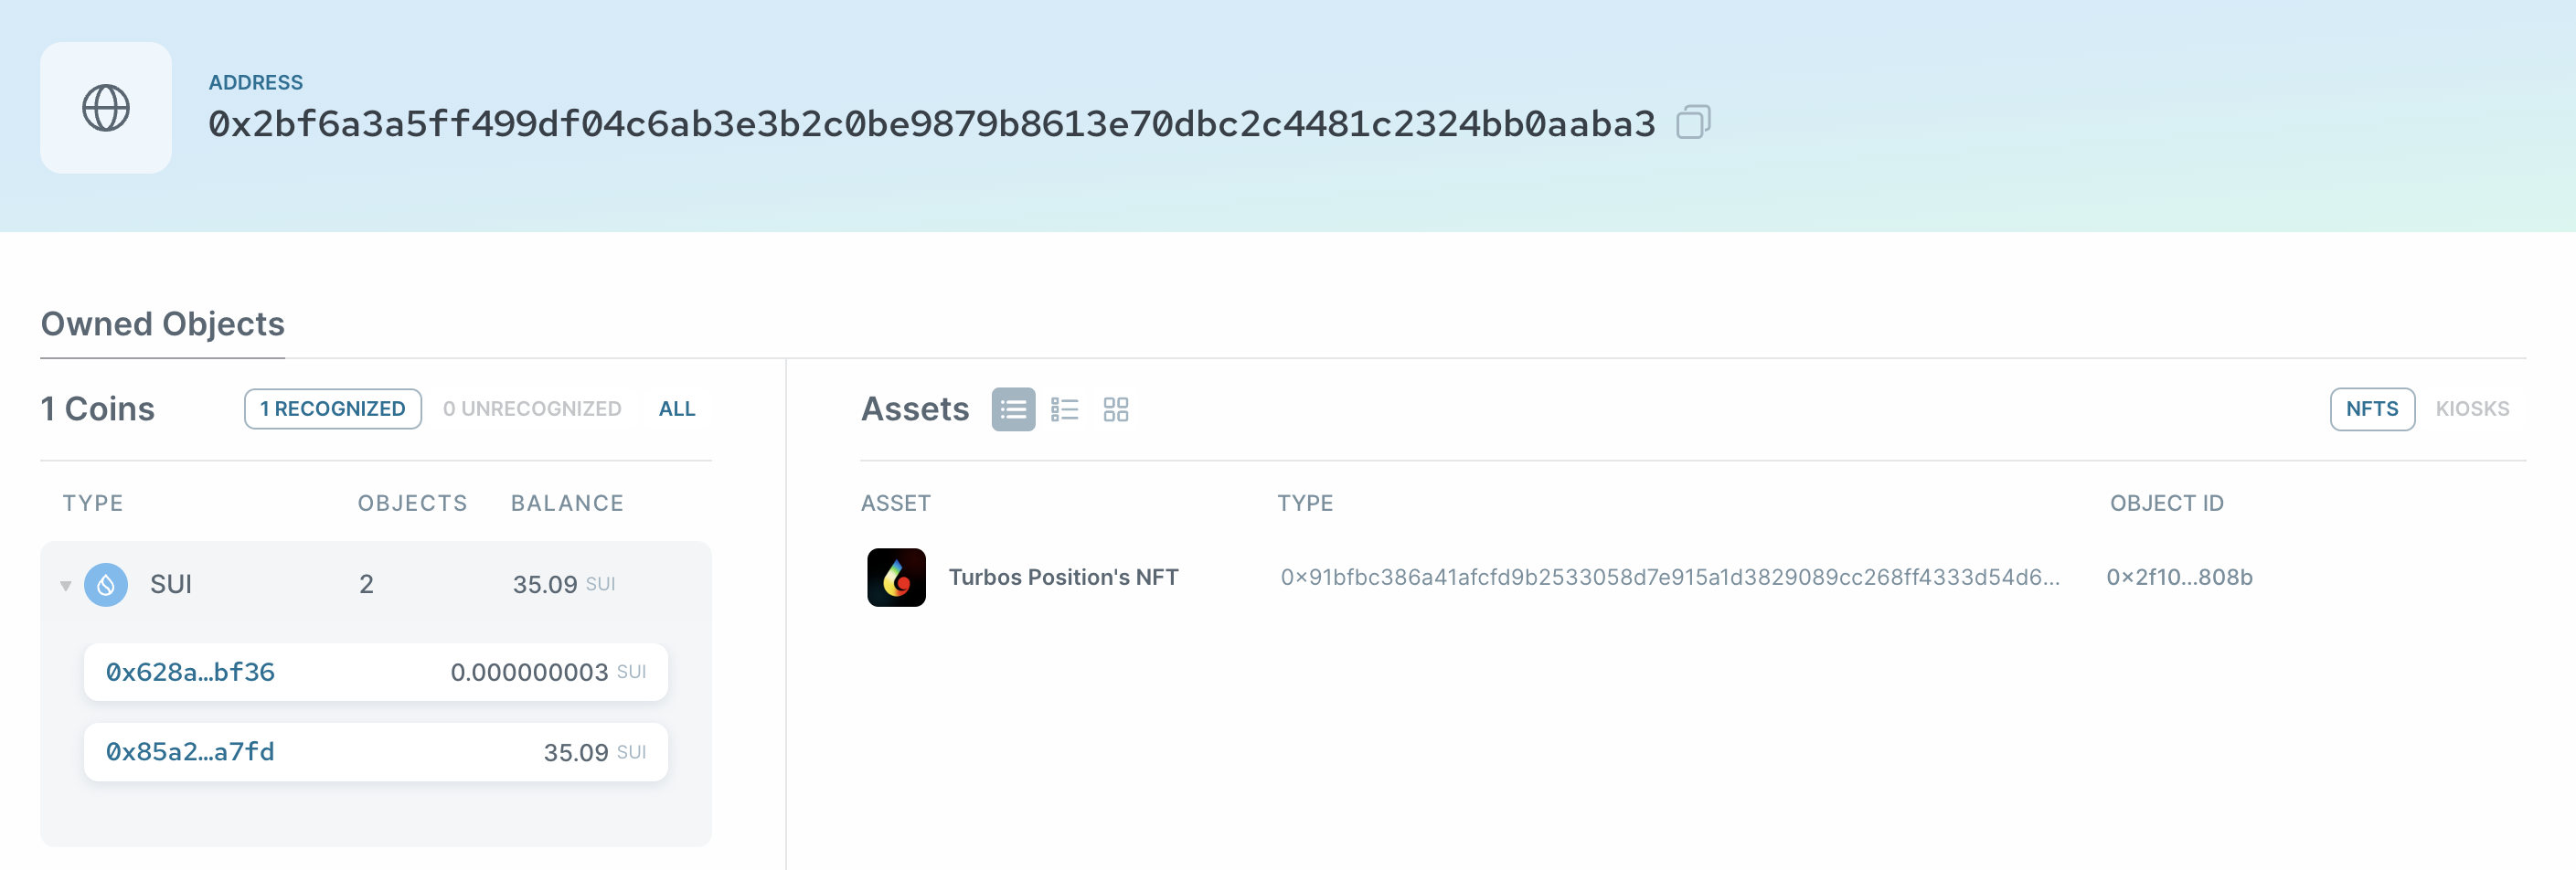 ADDRESS
0x2bf6a3a5ff499df04c6ab3e3b2c0be9879b8613e70dbc2c4481c2324bb0aaba3
Owned Objects
1 Coins 1 RECOGNIZED 0 UNRECOGNIZED ALL
TYPE OBJECTS BALANCE
SUI 2 35.09 SUI
0x628a…bf36 0.000000003 SUI
0x85a2…a7fd 35.09 SUI
Assets NFTS KIOSKS
ASSET TYPE OBJECT ID
Turbos Position's NFT 0x91bfbc386a41afcfd9b2533058d7e915a1d3829089cc268ff4333d54d6... 0x2f10...808b